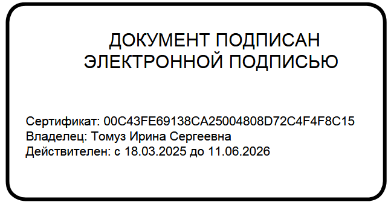 ДОКУМЕНТ ПОДПИСАН
ЭЛЕКТРОННОЙ ПОДПИСЬЮ
Сертификат: 00C43FE69138CA25004808D72C4F4F8C15
Владелец: Томуз Ирина Сергеевна
Действителен: с 18.03.2025 до 11.06.2026